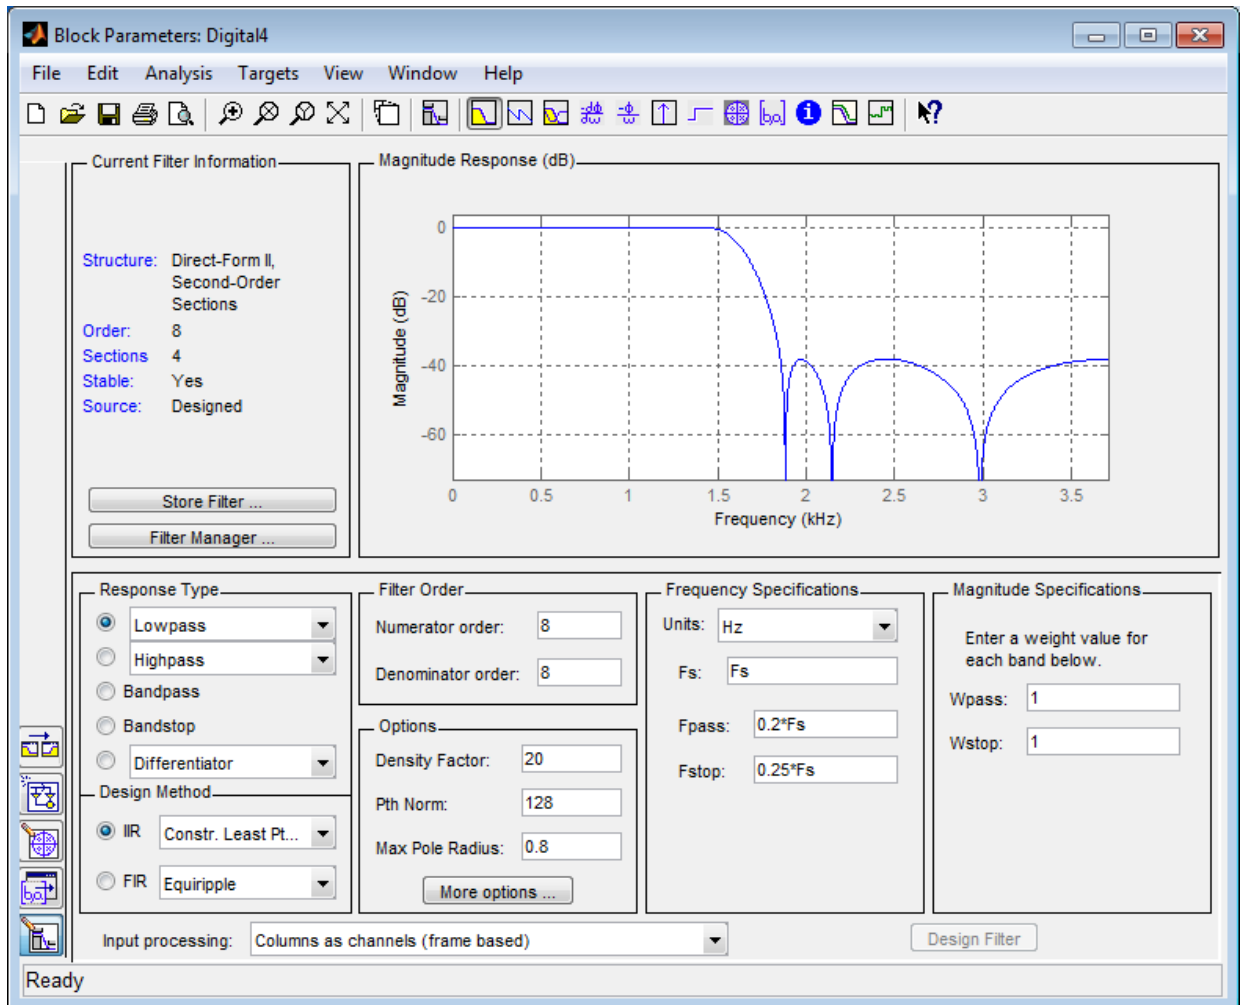 Block Parameters: Digital4
File Edit Analysis Targets View Window Help
Current Filter Information
Structure: Direct-Form II,
Second-Order
Sections
Order: 8
Sections 4
Stable: Yes
Source: Designed
Store Filter ...
Filter Manager ...
Magnitude Response (dB)
Magnitude (dB)
0
-20
-40
-60
0 0.5 1 1.5 2 2.5 3 3.5
Frequency (kHz)
Response Type
Lowpass
Highpass
Bandpass
Bandstop
Differentiator
Design Method
IIR Constr. Least Pt...
FIR Equiripple
Filter Order
Numerator order: 8
Denominator order: 8
Options
Density Factor: 20
Pth Norm: 128
Max Pole Radius: 0.8
More options ...
Frequency Specifications
Units: Hz
Fs: Fs
Fpass: 0.2*Fs
Fstop: 0.25*Fs
Magnitude Specifications
Enter a weight value for
each band below.
Wpass: 1
Wstop: 1
Input processing: Columns as channels (frame based)
Design Filter
Ready